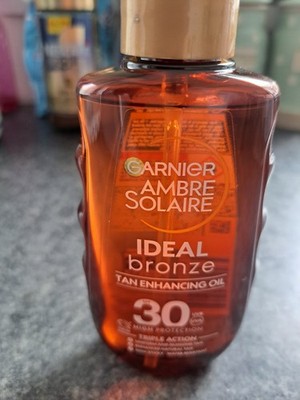 GARNIER
AMBRE
SOLAIRE
IDEAL
bronze
TAN ENHANCING OIL
30
HIGH PROTECTION
TRIPLE ACTION